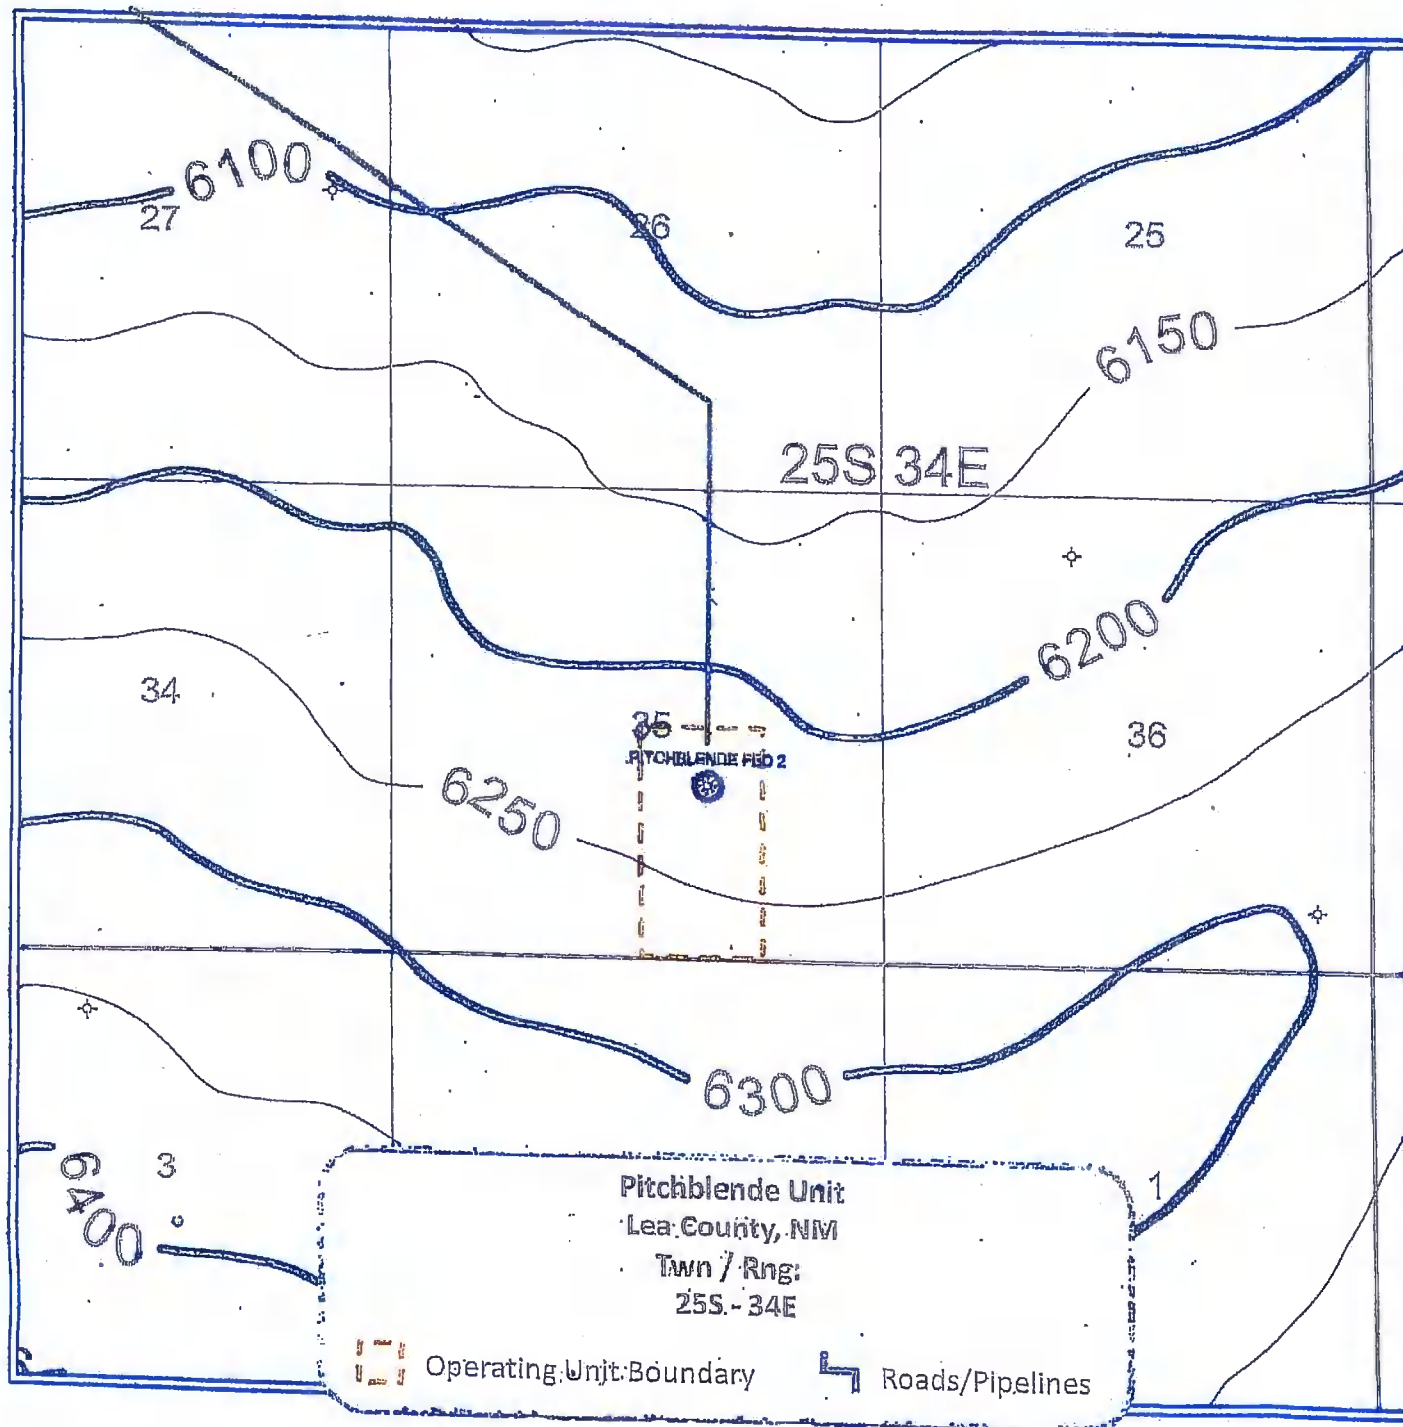 6100
27
26
25
6150
25S 34E
6200
34
35
36
PITCHBLENDE FED 2
6250
6300
6400
3
1
Pitchblende Unit
Lea County, NM
Twn / Rng:
25S - 34E
Operating Unit Boundary
Roads/Pipelines